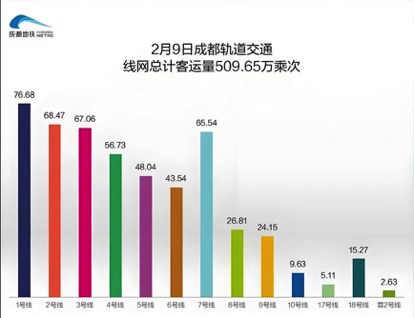 成都地铁
CHENGDU METRO
2月9日成都轨道交通
线网总计客运量509.65万乘次
76.68
68.47
67.06
56.73
48.04
43.54
65.54
26.81
24.15
9.63
5.11
15.27
2.63
1号线
2号线
3号线
4号线
5号线
6号线
7号线
8号线
9号线
10号线
17号线
18号线
蓉2号线